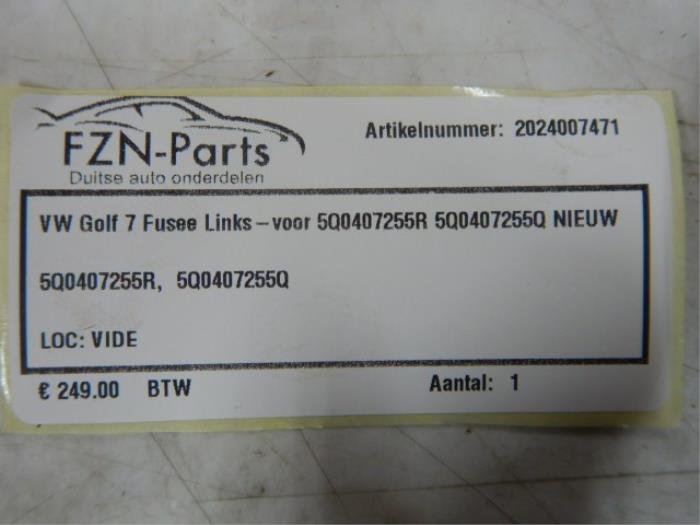 FZN-Parts
Duitse auto onderdelen
Artikelnummer: 2024007471
VW Golf 7 Fusee Links – voor 5Q0407255R 5Q0407255Q NIEUW
5Q0407255R, 5Q0407255Q
LOC: VIDE
€ 249.00 BTW Aantal: 1